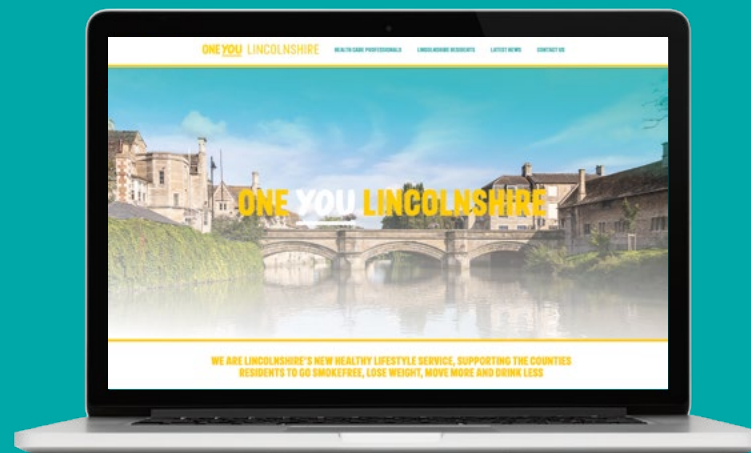 ONE YOU LINCOLNSHIRE HEALTH CARE PROFESSIONALS LINCOLNSHIRE RESIDENTS LATEST NEWS CONTACT US
ONE YOU LINCOLNSHIRE
WE ARE LINCOLNSHIRE'S NEW HEALTHY LIFESTYLE SERVICE, SUPPORTING THE COUNTIES
RESIDENTS TO GO SMOKEFREE, LOSE WEIGHT, MOVE MORE AND DRINK LESS